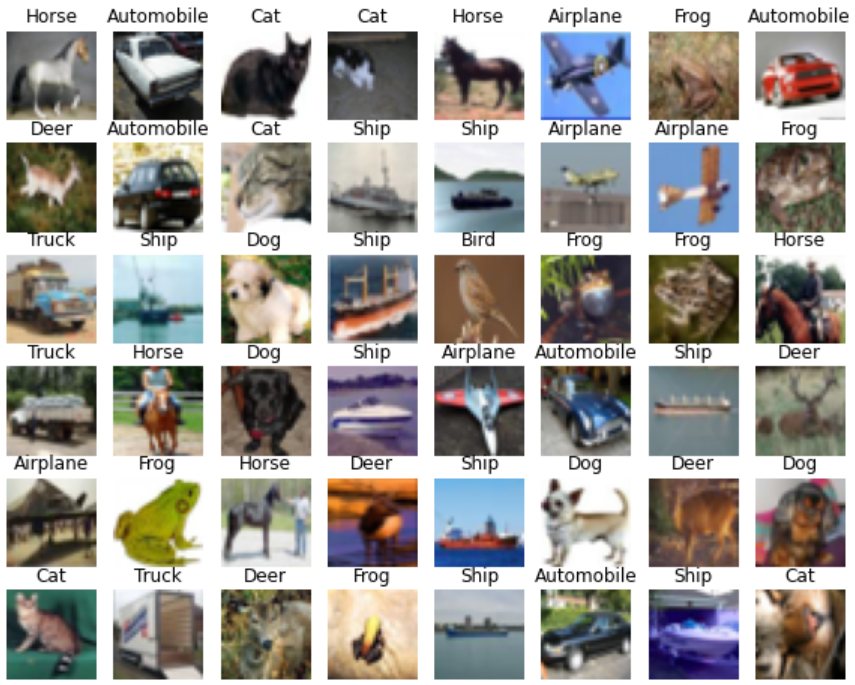 Horse Automobile Cat Cat Horse Airplane Frog Automobile
Deer Automobile Cat Ship Ship Airplane Airplane Frog
Truck Ship Dog Ship Bird Frog Frog Horse
Truck Horse Dog Ship Airplane Automobile Ship Deer
Airplane Frog Horse Deer Ship Dog Deer Dog
Cat Truck Deer Frog Ship Automobile Ship Cat